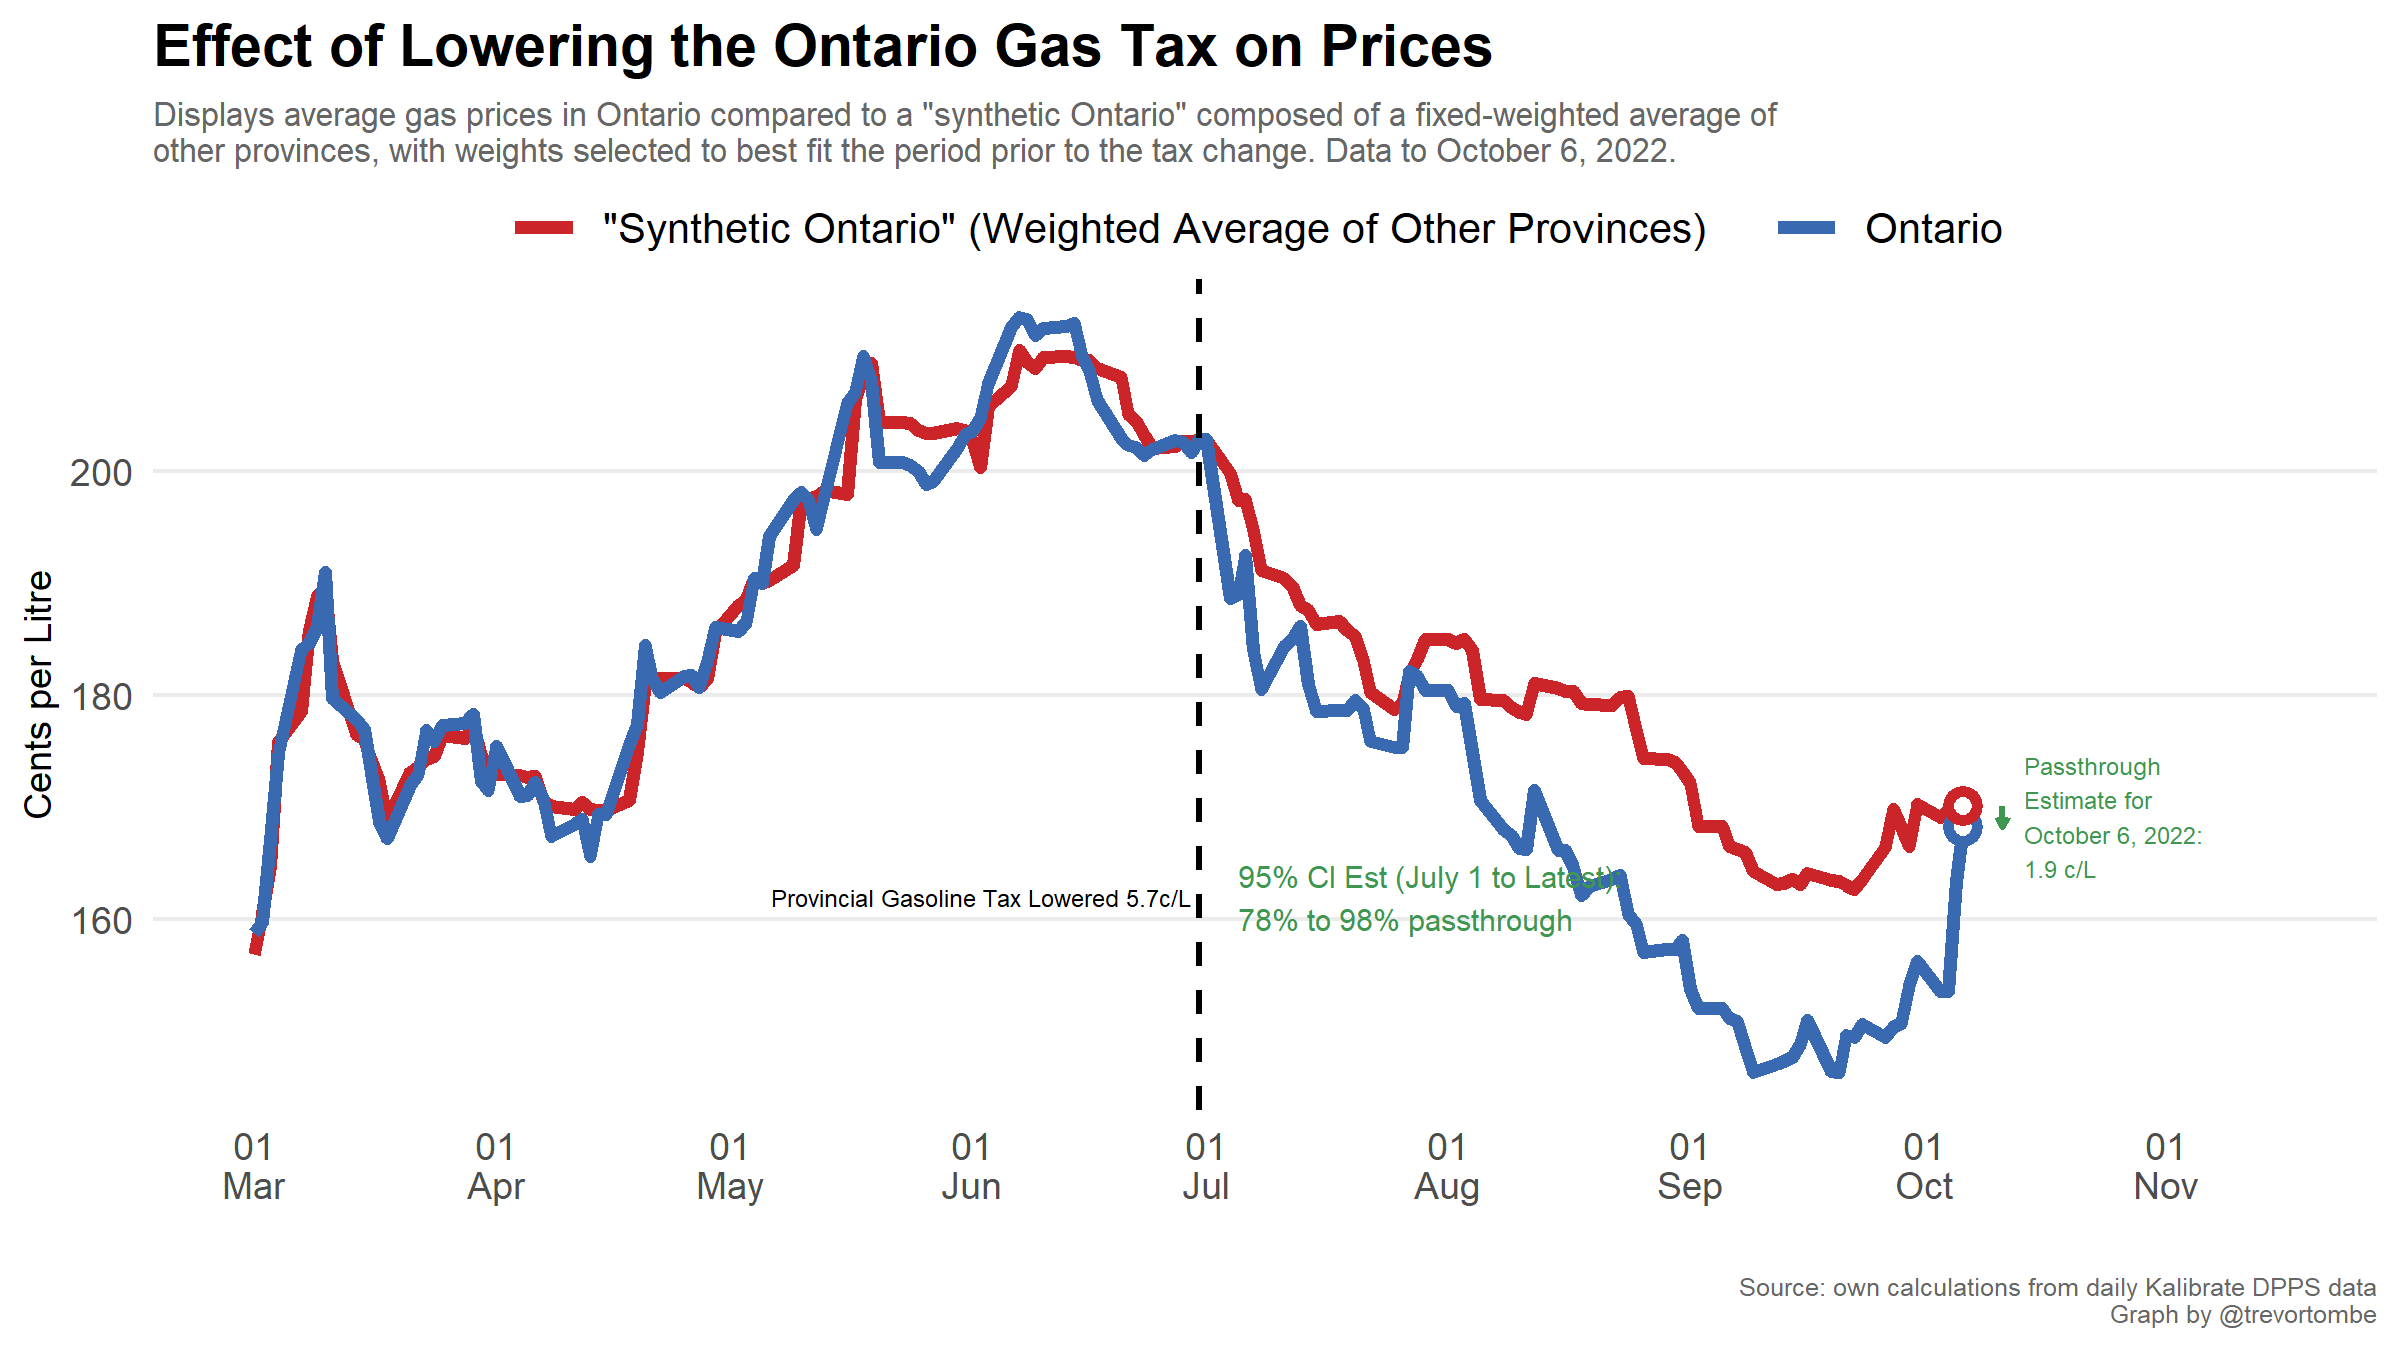 Effect of Lowering the Ontario Gas Tax on Prices
Displays average gas prices in Ontario compared to a "synthetic Ontario" composed of a fixed-weighted average of
other provinces, with weights selected to best fit the period prior to the tax change. Data to October 6, 2022.
"Synthetic Ontario" (Weighted Average of Other Provinces)
Ontario
Cents per Litre
200
180
160
Provincial Gasoline Tax Lowered 5.7c/L
95% CI Est (July 1 to Latest):
78% to 98% passthrough
Passthrough
Estimate for
October 6, 2022:
1.9 c/L
01
Mar
01
Apr
01
May
01
Jun
01
Jul
01
Aug
01
Sep
01
Oct
01
Nov
Source: own calculations from daily Kalibrate DPPS data
Graph by @trevortombe